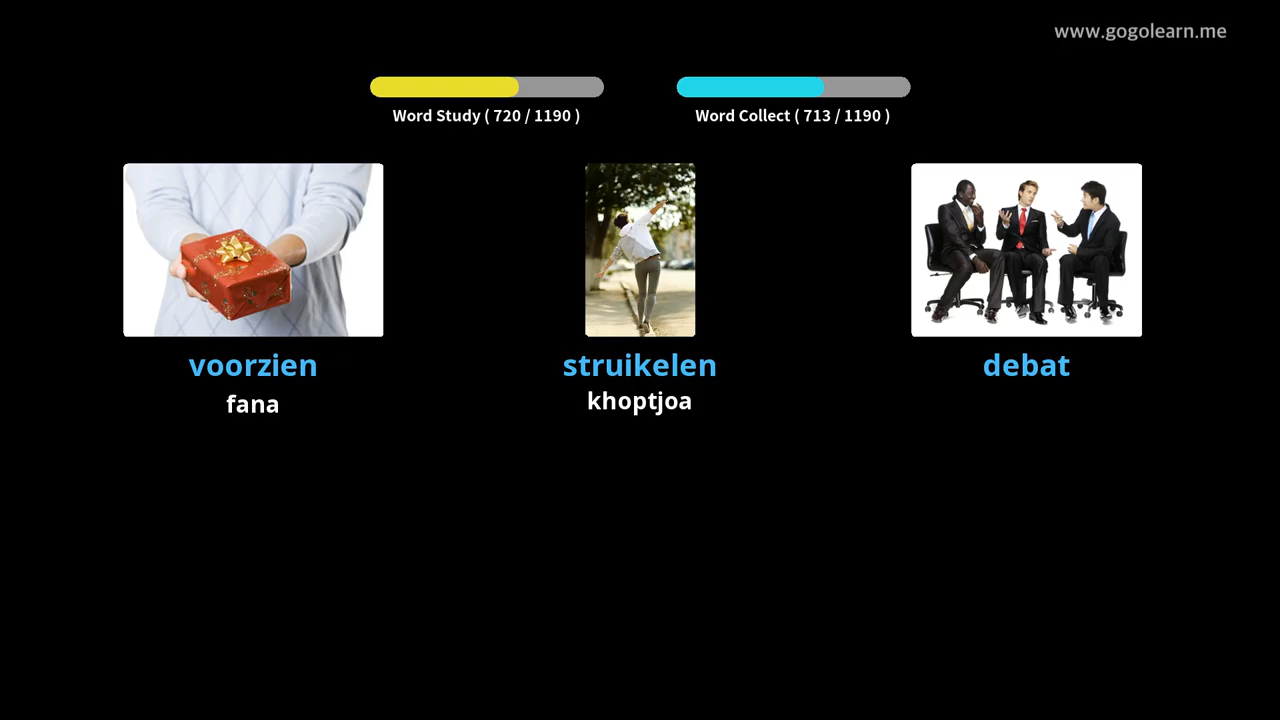 www.gogolearn.me
Word Study ( 720 / 1190 )
Word Collect ( 713 / 1190 )
voorzien
fana
struikelen
khoptjoa
debat